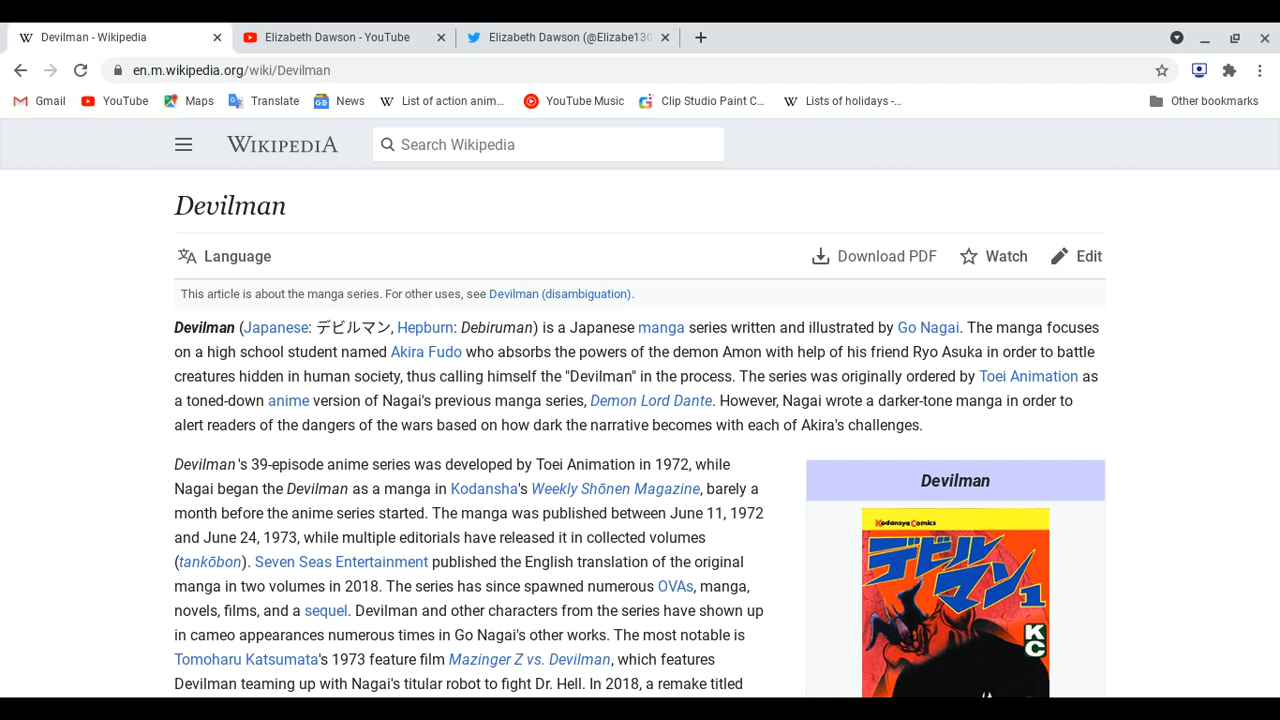 Devilman - Wikipedia
Elizabeth Dawson - YouTube
Elizabeth Dawson (@Elizabe130
en.m.wikipedia.org/wiki/Devilman
Gmail YouTube Maps Translate News List of action anim... YouTube Music Clip Studio Paint C... Lists of holidays -... Other bookmarks
WIKIPEDIA
Search Wikipedia
Devilman
Language Download PDF Watch Edit
This article is about the manga series. For other uses, see Devilman (disambiguation).
Devilman (Japanese: デビルマン, Hepburn: Debiruman) is a Japanese manga series written and illustrated by Go Nagai. The manga focuses
on a high school student named Akira Fudo who absorbs the powers of the demon Amon with help of his friend Ryo Asuka in order to battle
creatures hidden in human society, thus calling himself the "Devilman" in the process. The series was originally ordered by Toei Animation as
a toned-down anime version of Nagai's previous manga series, Demon Lord Dante. However, Nagai wrote a darker-tone manga in order to
alert readers of the dangers of the wars based on how dark the narrative becomes with each of Akira's challenges.
Devilman's 39-episode anime series was developed by Toei Animation in 1972, while
Nagai began the Devilman as a manga in Kodansha's Weekly Shōnen Magazine, barely a
month before the anime series started. The manga was published between June 11, 1972
and June 24, 1973, while multiple editorials have released it in collected volumes
(tankōbon). Seven Seas Entertainment published the English translation of the original
manga in two volumes in 2018. The series has since spawned numerous OVAs, manga,
novels, films, and a sequel. Devilman and other characters from the series have shown up
in cameo appearances numerous times in Go Nagai's other works. The most notable is
Tomoharu Katsumata's 1973 feature film Mazinger Z vs. Devilman, which features
Devilman teaming up with Nagai's titular robot to fight Dr. Hell. In 2018, a remake titled
Devilman
Kodansya Comics
デビル
マン 1
KC